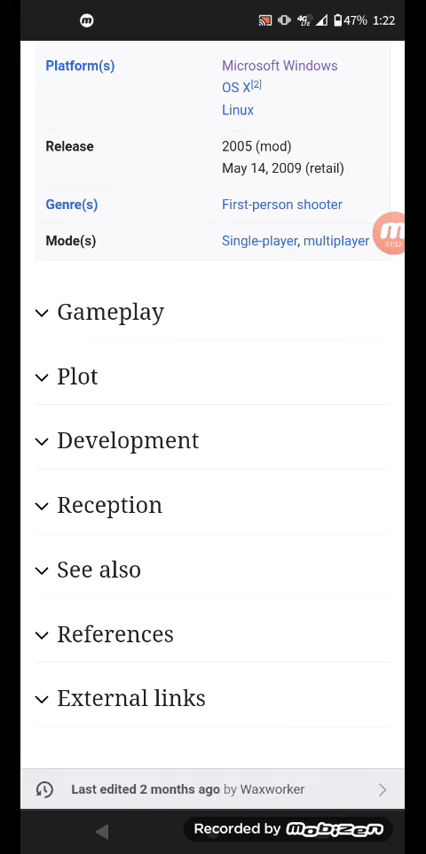 47% 1:22
Platform(s) Microsoft Windows
OS X[2]
Linux
Release 2005 (mod)
May 14, 2009 (retail)
Genre(s) First-person shooter
Mode(s) Single-player, multiplayer
07:32
Gameplay
Plot
Development
Reception
See also
References
External links
Last edited 2 months ago by Waxworker
Recorded by mobizen